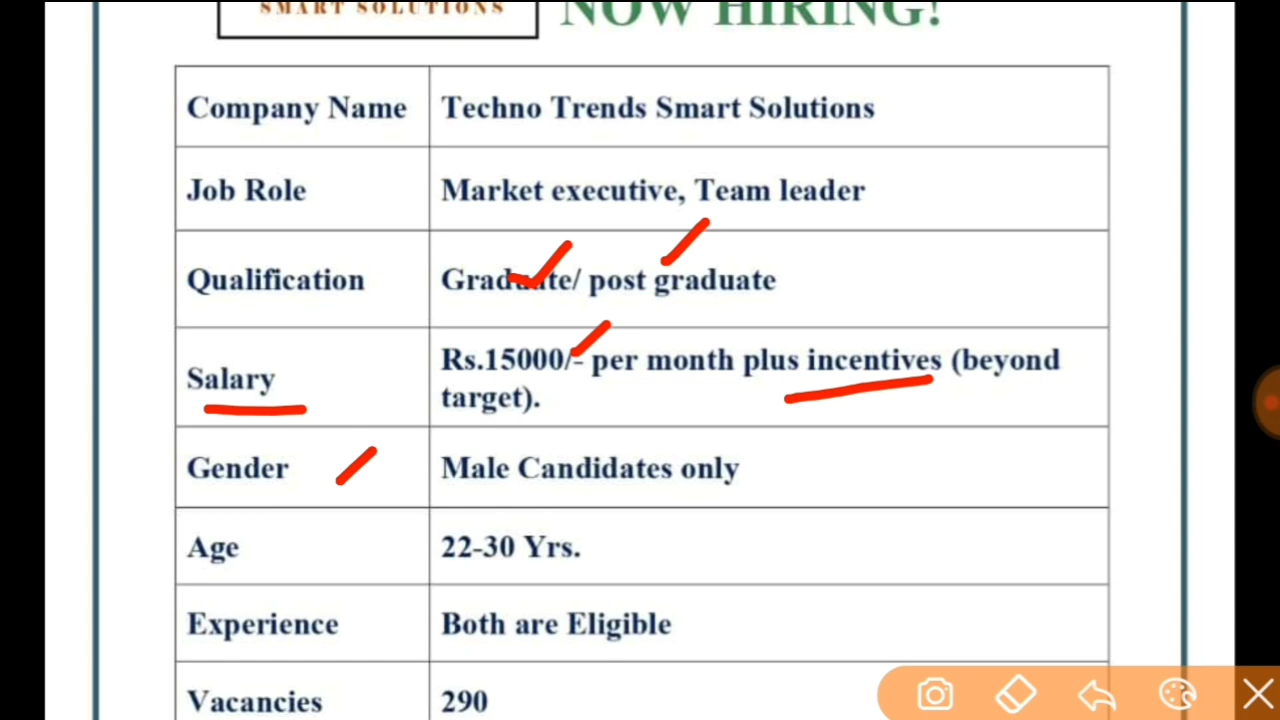 SMART SOLUTIONS
NOW HIRING!
Company Name
Techno Trends Smart Solutions
Job Role
Market executive, Team leader
Qualification
Graduate/ post graduate
Salary
Rs.15000/- per month plus incentives (beyond
target).
Gender
Male Candidates only
Age
22-30 Yrs.
Experience
Both are Eligible
Vacancies
290